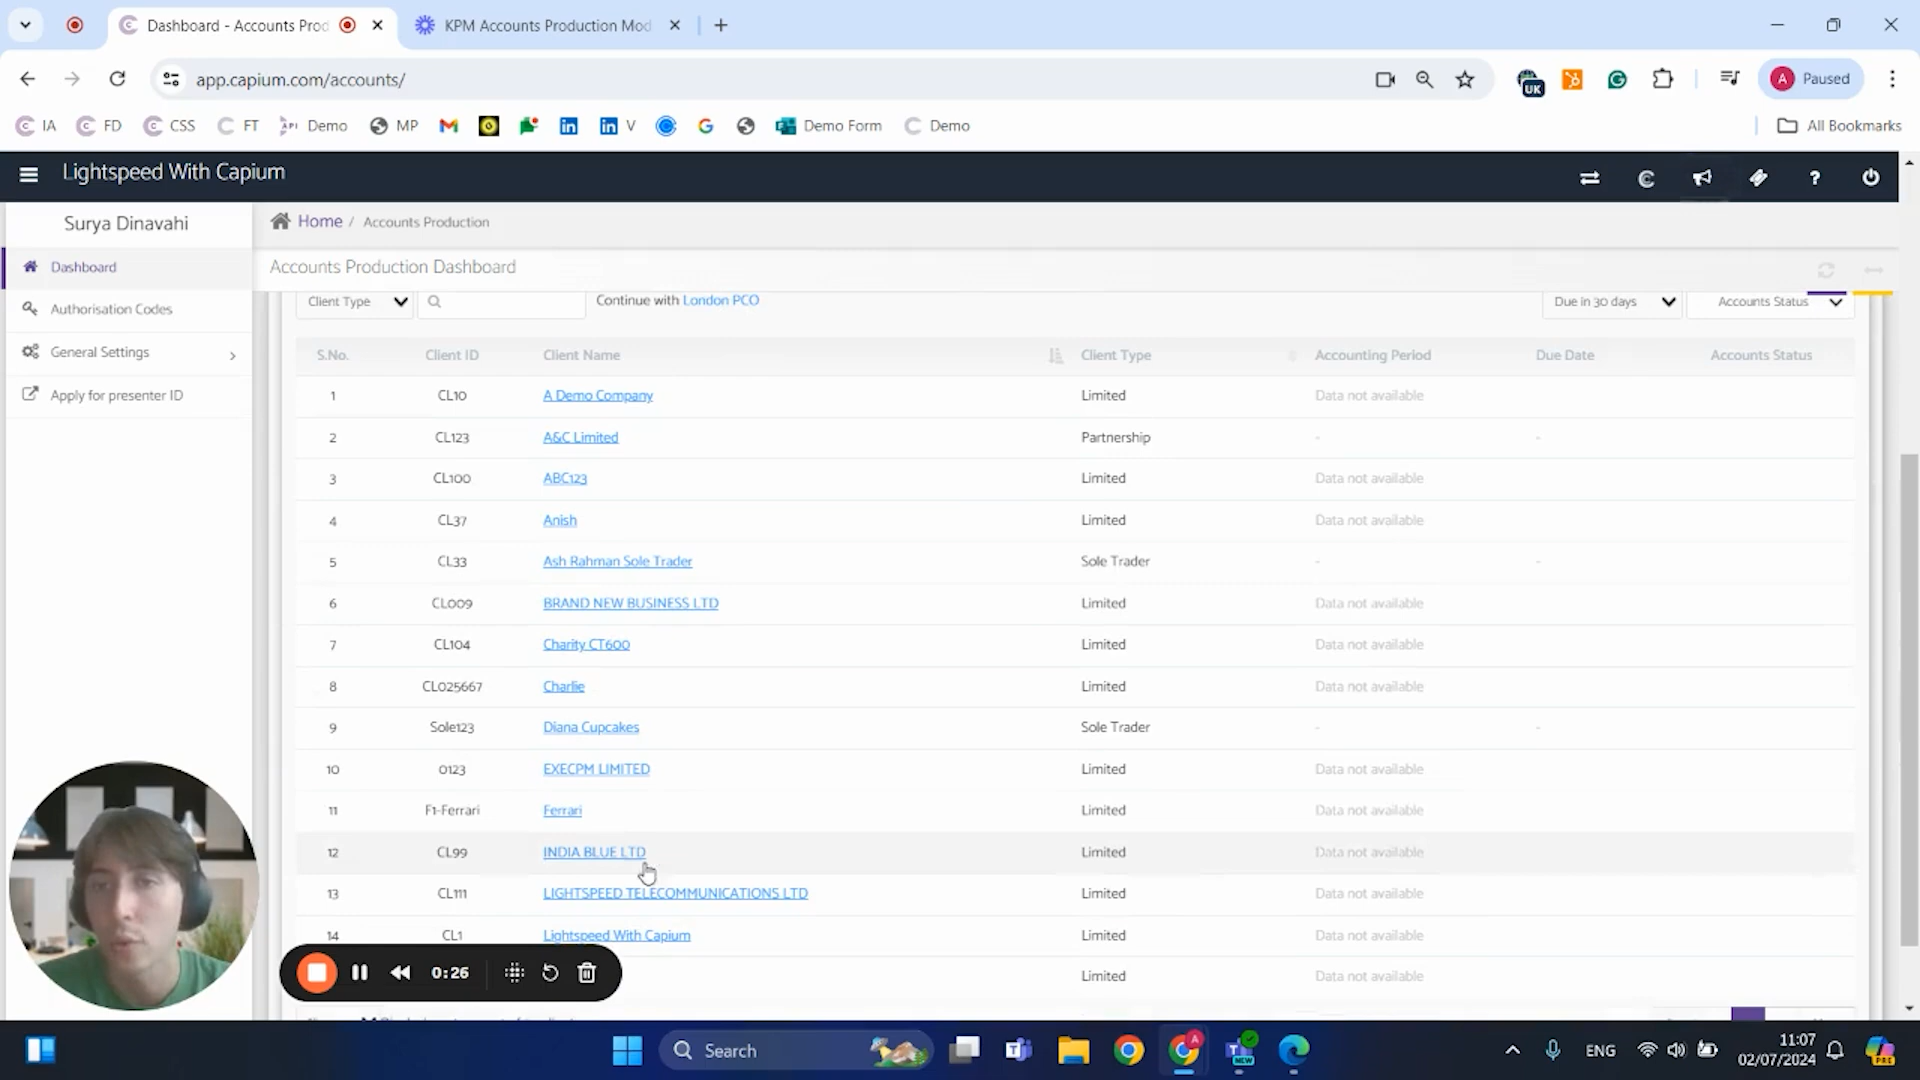 Dashboard - Accounts Prod
KPM Accounts Production Mod
app.capium.com/accounts/
UK
A Paused
IA
FD
CSS
FT
API Demo
MP
V
Demo Form
Demo
All Bookmarks
Lightspeed With Capium
Surya Dinavahi
Home / Accounts Production
Dashboard
Authorisation Codes
General Settings
Apply for presenter ID
Accounts Production Dashboard
Client Type
Continue with London PCO
Due in 30 days
Accounts Status
S.No. Client ID Client Name Client Type Accounting Period Due Date Accounts Status
1 CL10 A Demo Company Limited Data not available
2 CL123 A&C Limited Partnership - -
3 CL100 ABC123 Limited Data not available
4 CL37 Anish Limited Data not available
5 CL33 Ash Rahman Sole Trader Sole Trader - -
6 CL009 BRAND NEW BUSINESS LTD Limited Data not available
7 CL104 Charity CT600 Limited Data not available
8 CL025667 Charlie Limited Data not available
9 Sole123 Diana Cupcakes Sole Trader - -
10 0123 EXECPM LIMITED Limited Data not available
11 F1-Ferrari Ferrari Limited Data not available
12 CL99 INDIA BLUE LTD Limited Data not available
13 CL111 LIGHTSPEED TELECOMMUNICATIONS LTD Limited Data not available
14 CL1 Lightspeed With Capium Limited Data not available
Limited Data not available
0:26
Search
NEW
A
ENG
11:07
02/07/2024
PRE